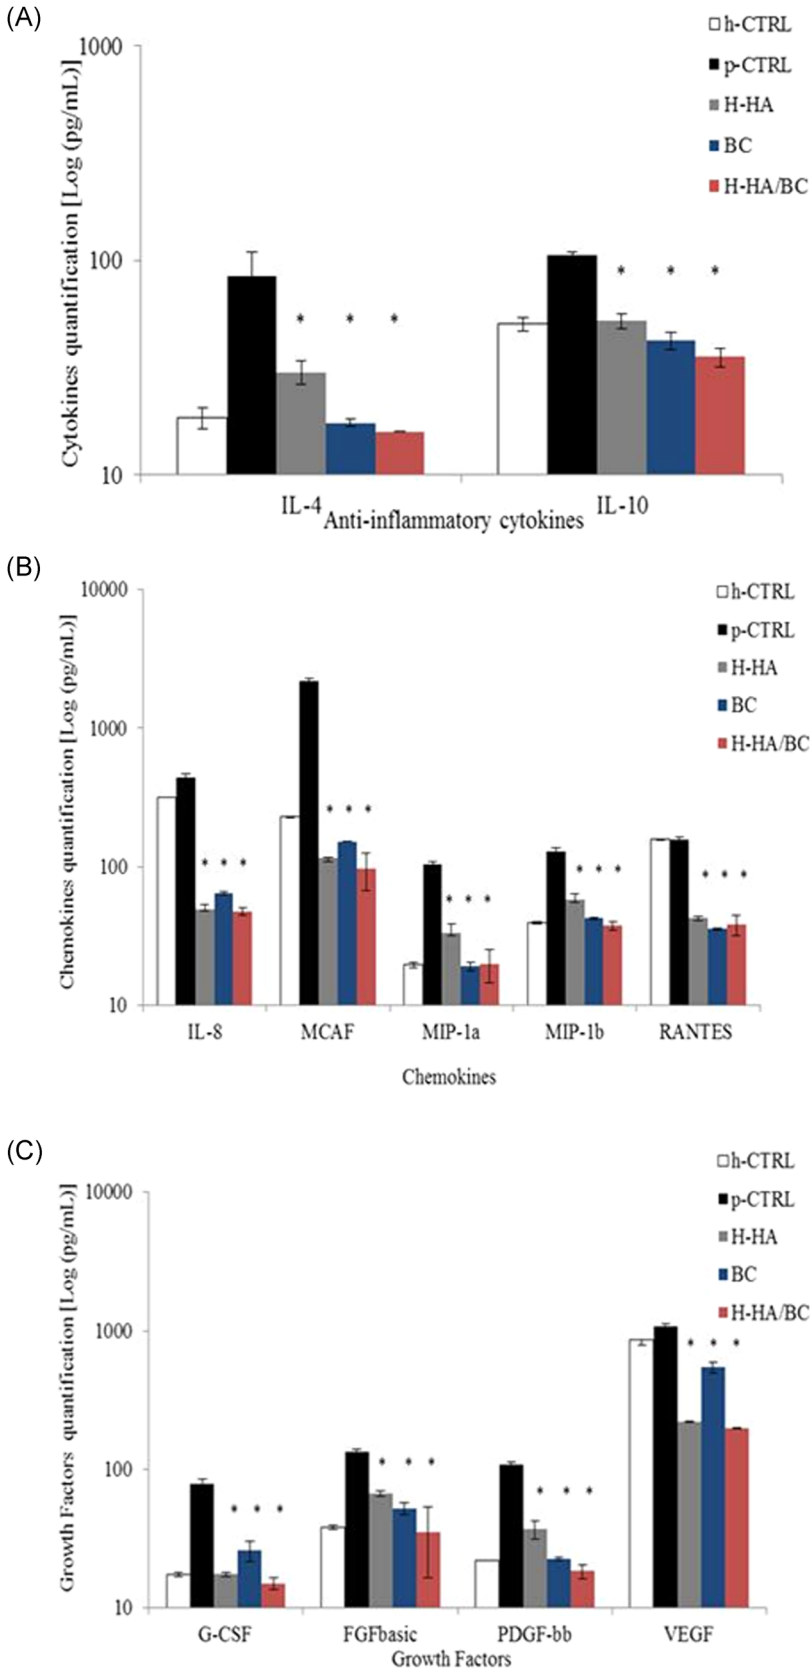 (A)
Cytokines quantification [Log (pg/mL)]
1000
100
10
h-CTRL
p-CTRL
H-HA
BC
H-HA/BC
* * *
* * *
IL-4
IL-10
Anti-inflammatory cytokines
(B)
Chemokines quantification [Log (pg/mL)]
10000
1000
100
10
h-CTRL
p-CTRL
H-HA
BC
H-HA/BC
* * *
* * *
* * *
* * *
* * *
IL-8
MCAF
MIP-1a
MIP-1b
RANTES
Chemokines
(C)
Growth Factors quantification [Log (pg/mL)]
10000
1000
100
10
h-CTRL
p-CTRL
H-HA
BC
H-HA/BC
* * *
* * *
* * *
* * *
G-CSF
FGFbasic
PDGF-bb
VEGF
Growth Factors